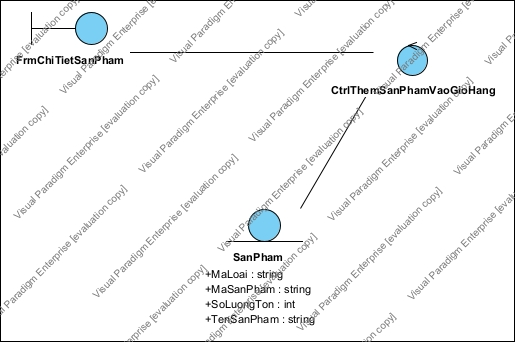 FrmChiTietSanPham
CtrlThemSanPhamVaoGioHang
SanPham
+MaLoai : string
+MaSanPham : string
+SoLuongTon : int
+TenSanPham : string
Visual Paradigm Enterprise [evaluation copy]